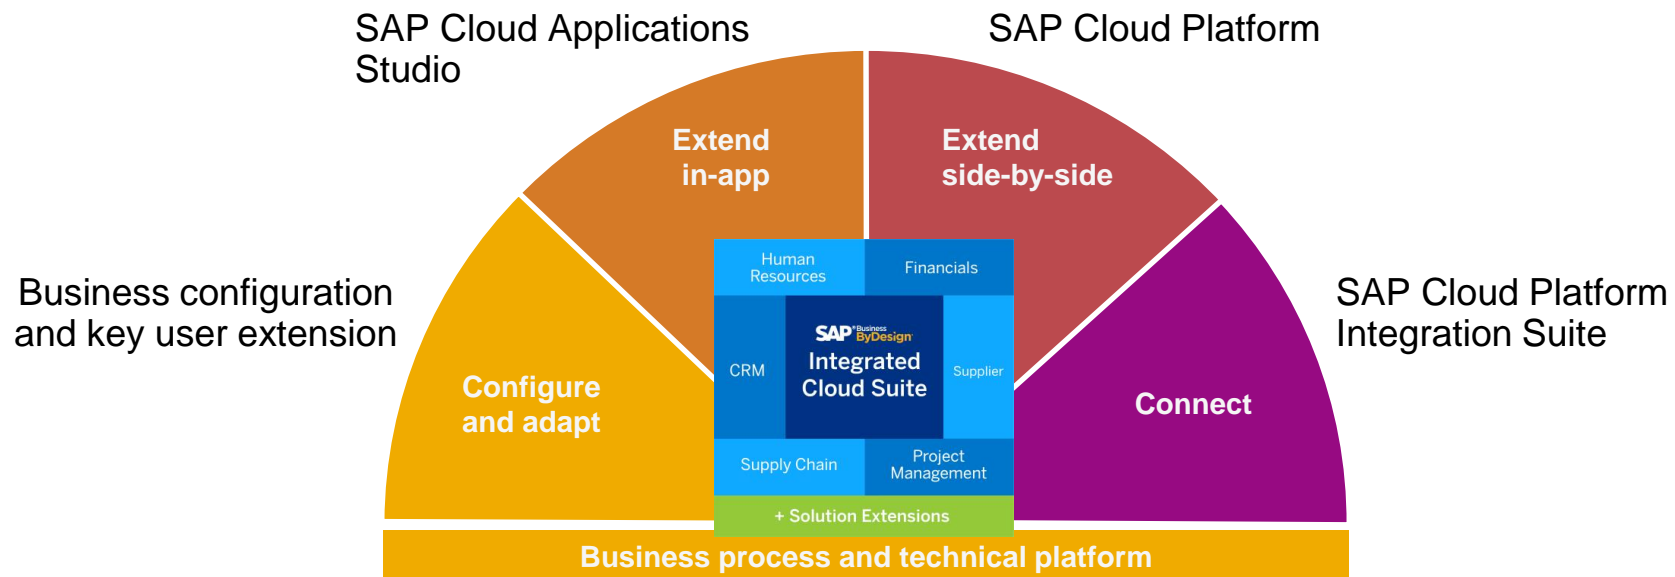 SAP Cloud Applications
Studio
SAP Cloud Platform
Extend
in-app
Extend
side-by-side
Business configuration
and key user extension
Configure
and adapt
Human
Resources
Financials
CRM
SAP Business
ByDesign
Integrated
Cloud Suite
Supplier
Supply Chain
Project
Management
+ Solution Extensions
SAP Cloud Platform
Integration Suite
Connect
Business process and technical platform